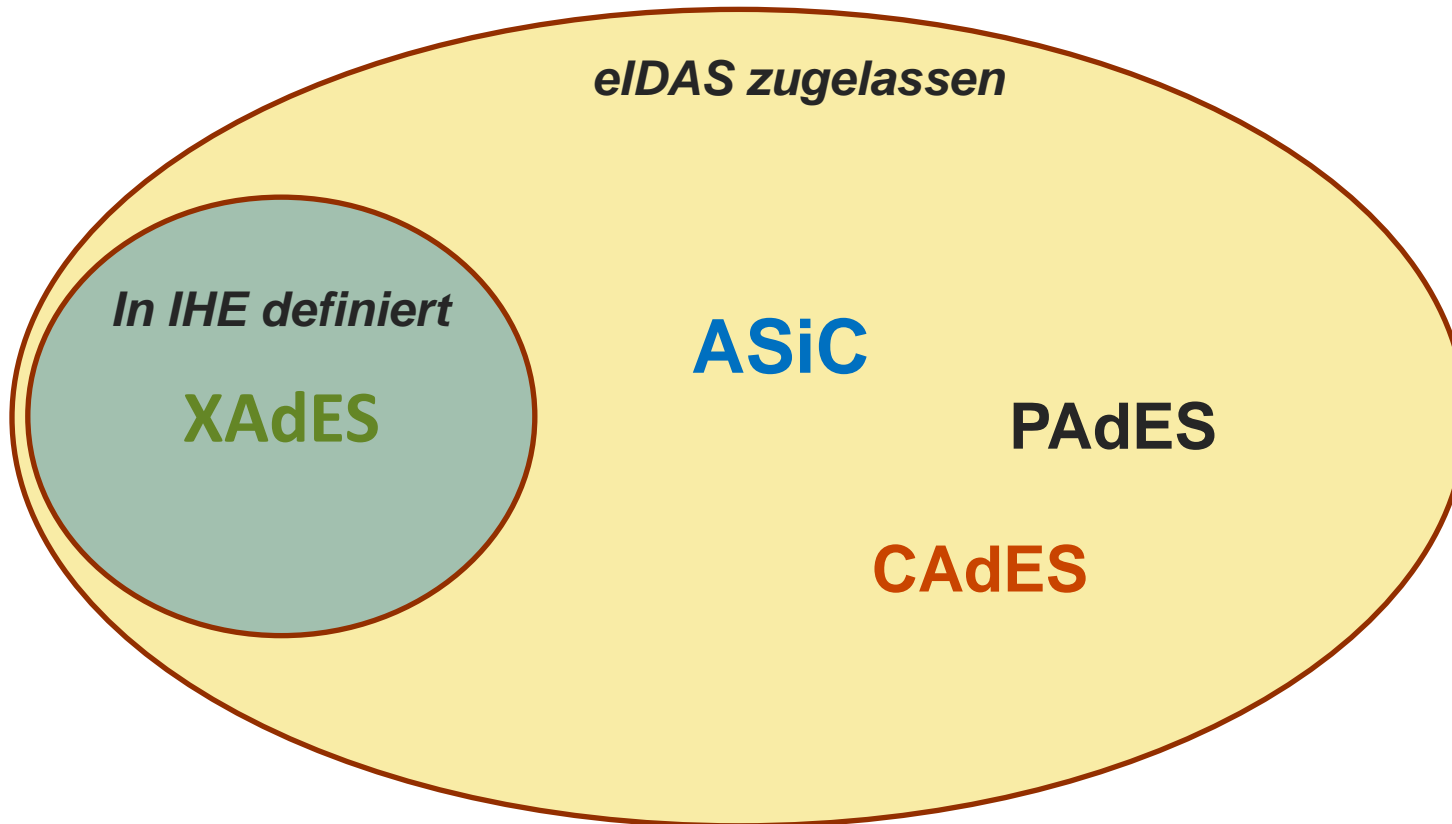 eIDAS zugelassen
In IHE definiert
XAdES
ASiC
PAdES
CAdES